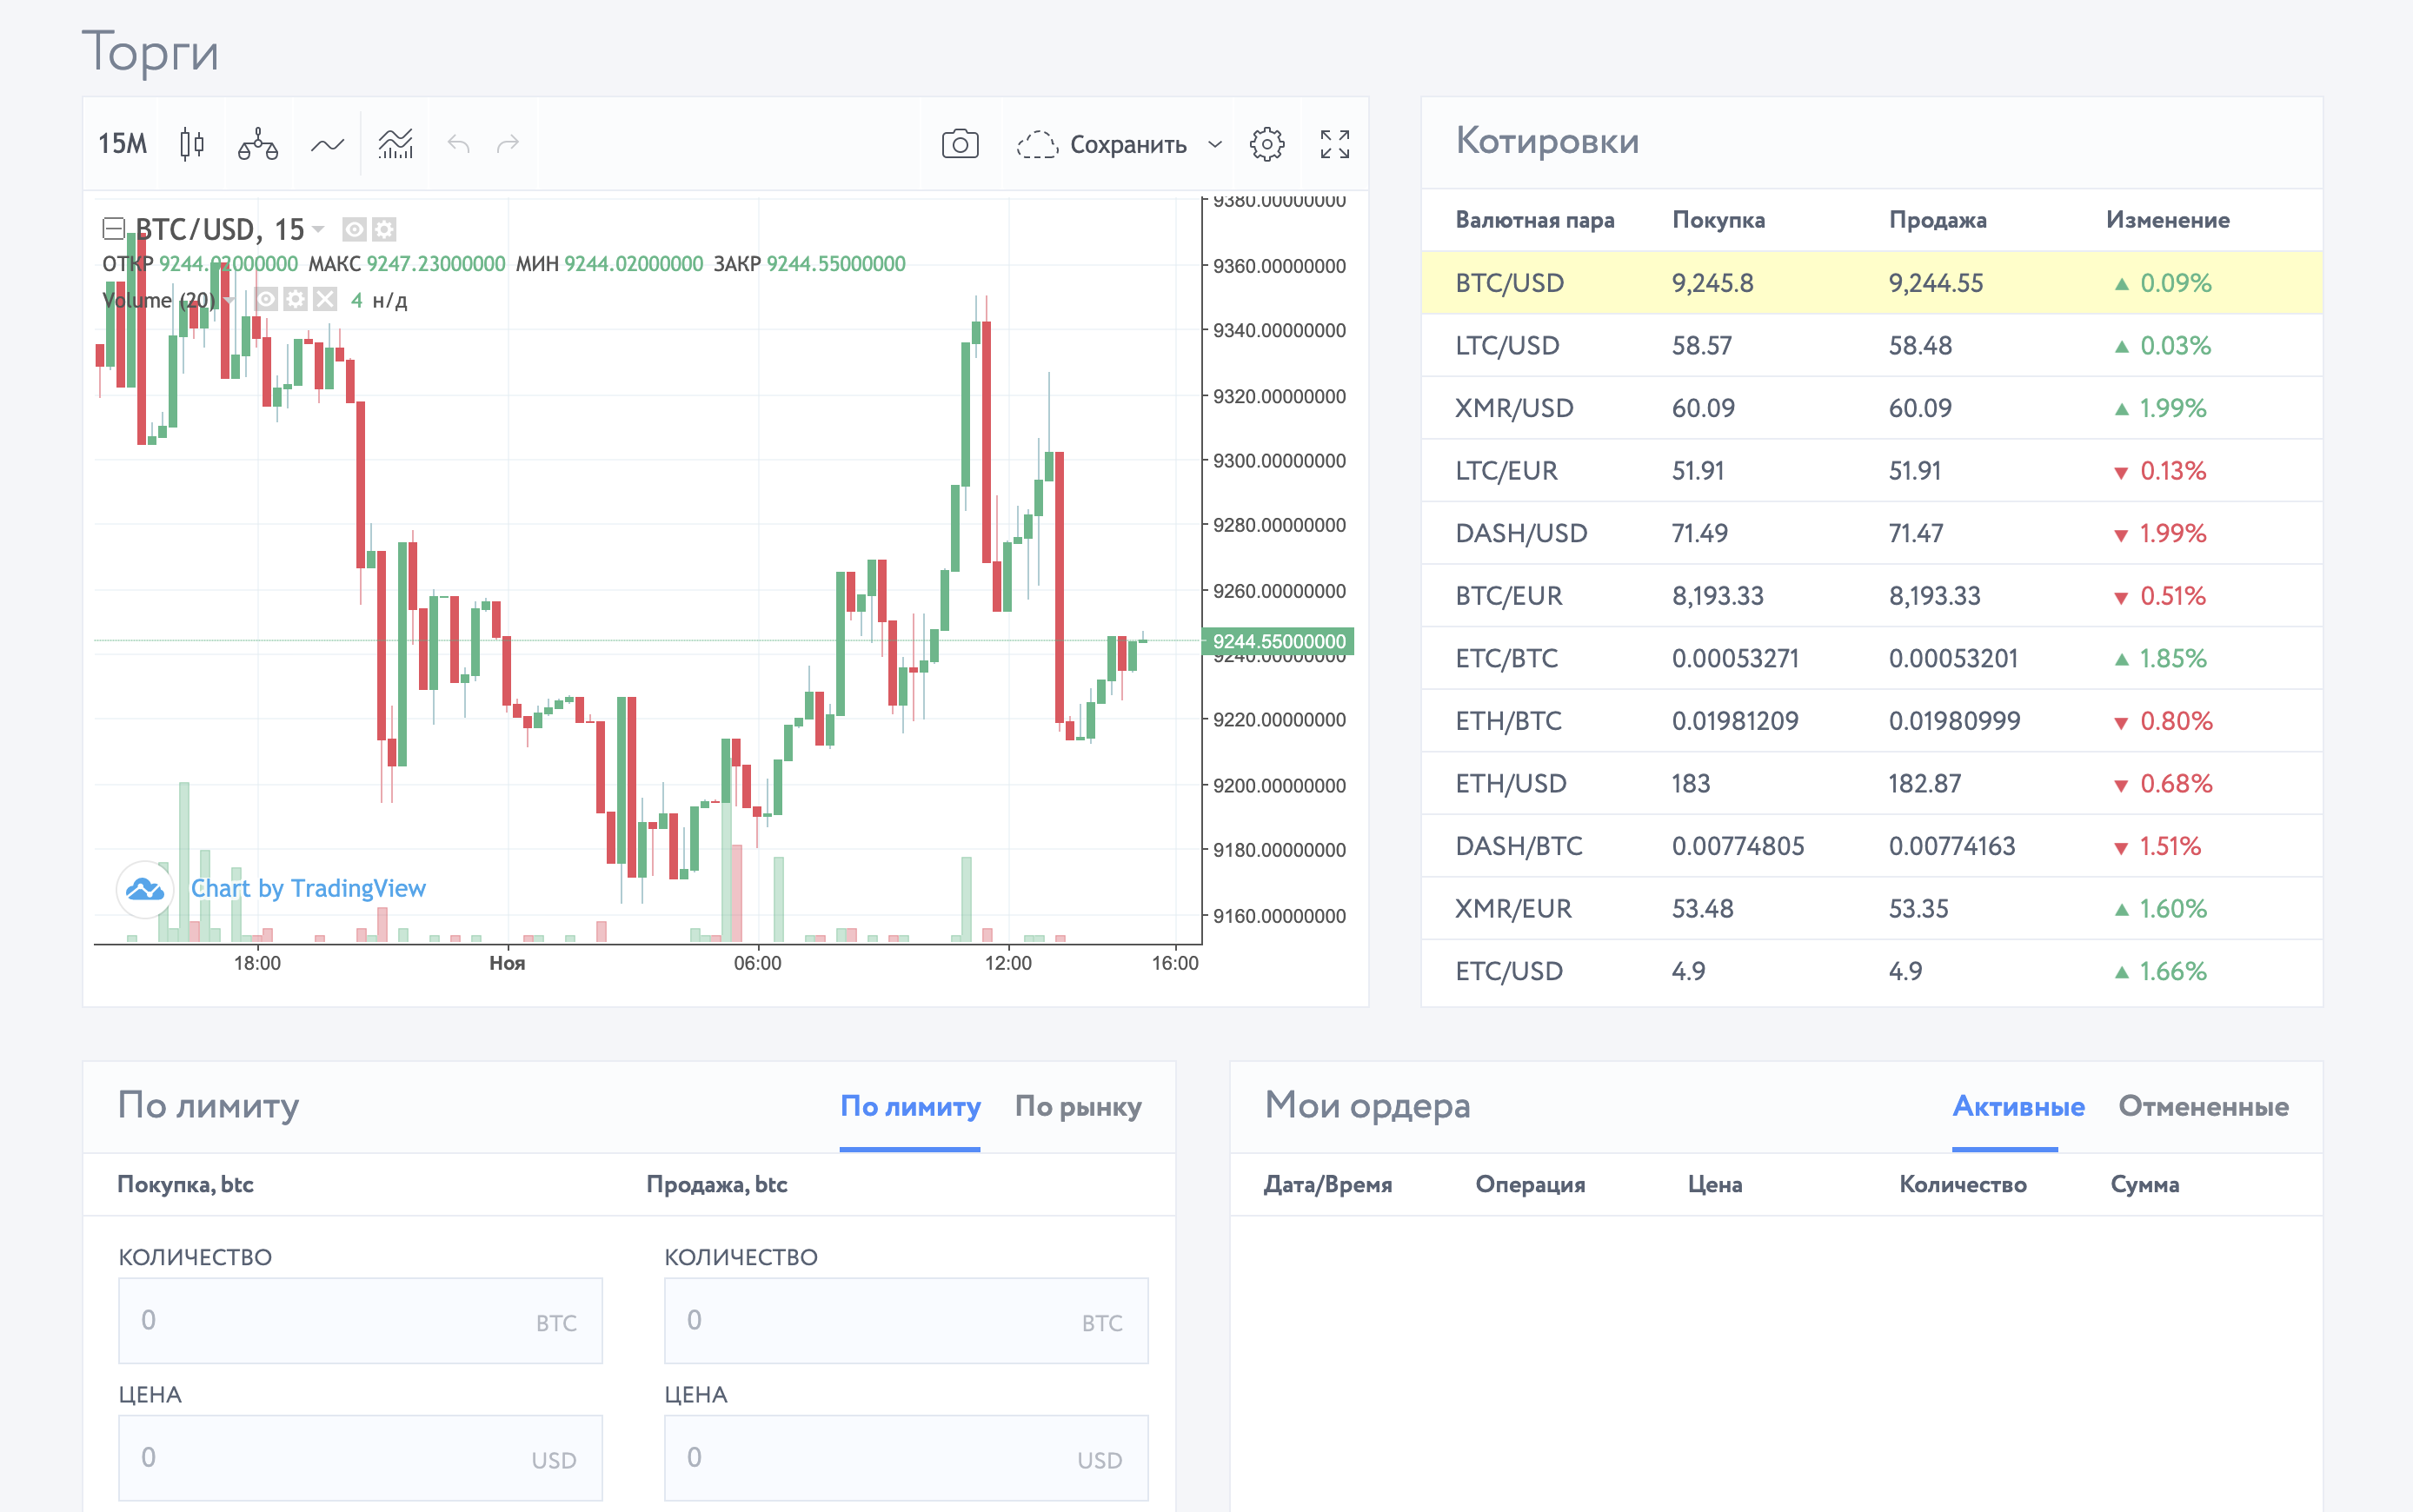 Торги
15М
Сохранить
BTC/USD, 15
ОТКР 9244.02000000 МАКС 9247.23000000 МИН 9244.02000000 ЗАКР 9244.55000000
Volume (20) 4 н/д
9380.00000000
9360.00000000
9340.00000000
9320.00000000
9300.00000000
9280.00000000
9260.00000000
9244.55000000
9240.00000000
9220.00000000
9200.00000000
9180.00000000
9160.00000000
Chart by TradingView
18:00 Ноя 06:00 12:00 16:00
Котировки
Валютная пара Покупка Продажа Изменение
BTC/USD 9,245.8 9,244.55 ▲ 0.09%
LTC/USD 58.57 58.48 ▲ 0.03%
XMR/USD 60.09 60.09 ▲ 1.99%
LTC/EUR 51.91 51.91 ▼ 0.13%
DASH/USD 71.49 71.47 ▼ 1.99%
BTC/EUR 8,193.33 8,193.33 ▼ 0.51%
ETC/BTC 0.00053271 0.00053201 ▲ 1.85%
ETH/BTC 0.01981209 0.01980999 ▼ 0.80%
ETH/USD 183 182.87 ▼ 0.68%
DASH/BTC 0.00774805 0.00774163 ▼ 1.51%
XMR/EUR 53.48 53.35 ▲ 1.60%
ETC/USD 4.9 4.9 ▲ 1.66%
По лимиту По лимиту По рынку
Покупка, btc Продажа, btc
КОЛИЧЕСТВО КОЛИЧЕСТВО
0 BTC 0 BTC
ЦЕНА ЦЕНА
0 USD 0 USD
Мои ордера Активные Отмененные
Дата/Время Операция Цена Количество Сумма